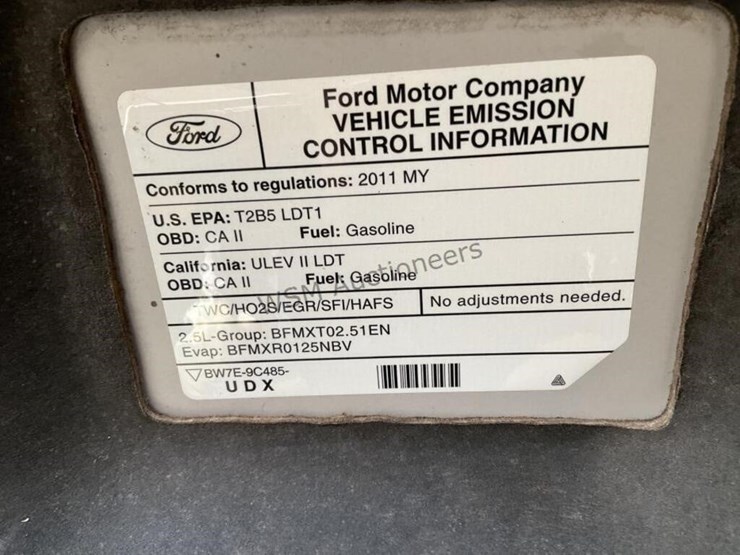 Ford
Ford Motor Company
VEHICLE EMISSION
CONTROL INFORMATION
Conforms to regulations: 2011 MY
U.S. EPA: T2B5 LDT1
OBD: CA II Fuel: Gasoline
California: ULEV II LDT
OBD: CA II Fuel: Gasoline
WSM Auctioneers
TWC/HO2S/EGR/SFI/HAFS No adjustments needed.
2.5L-Group: BFMXT02.51EN
Evap: BFMXR0125NBV
BW7E-9C485-
UDX